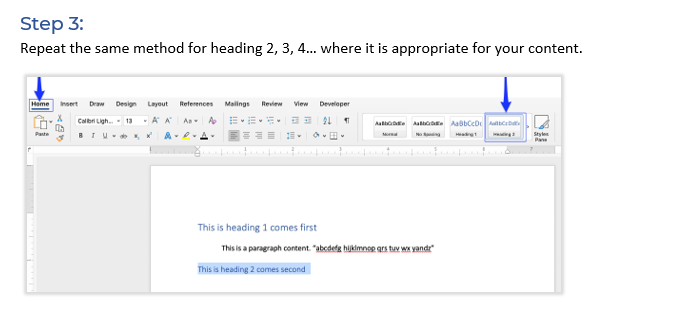 Step 3:
Repeat the same method for heading 2, 3, 4... where it is appropriate for your content.
Home Insert Draw Design Layout References Mailings Review View Developer
Paste
Calibri Ligh... 13
Aa
B I U ab x, x'
AaBbCcDdEe Normal
AaBbCcDdEe No Spacing
AaBbCcDc Heading 1
AaBbCcDdEe Heading 2
Styles Pane
This is heading 1 comes first
This is a paragraph content. "abcdefg hijklmnop qrs tuv wx yandz"
This is heading 2 comes second